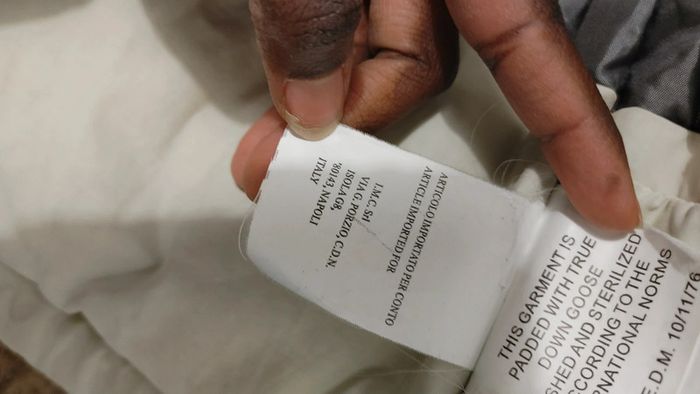 ARTICOLO IMPORTATO PER CONTO
ARTICLE IMPORTED FOR
I.M.C. Srl
VIA G. PORZIO, C.D.N.
ISOLA G8,
80143, NAPOLI
ITALY
THIS GARMENT IS
PADDED WITH TRUE
DOWN GOOSE
SHED AND STERILIZED
CCORDING TO THE
RNATIONAL NORMS
E.D.M. 10/11/76